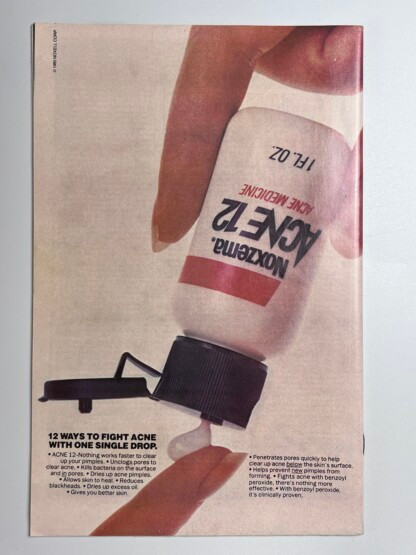 © 1985 NOXELL CORP.
1 FL. OZ.
ACNE MEDICINE
ACNE 12
Noxzema.
12 WAYS TO FIGHT ACNE
WITH ONE SINGLE DROP.
• ACNE 12–Nothing works faster to clear
up your pimples. • Unclogs pores to
clear acne. • Kills bacteria on the surface
and in pores. • Dries up acne pimples.
• Allows skin to heal. • Reduces
blackheads. • Dries up excess oil.
• Gives you better skin.
• Penetrates pores quickly to help
clear up acne below the skin's surface.
• Helps prevent new pimples from
forming. • Fights acne with benzoyl
peroxide, there's nothing more
effective. • With benzoyl peroxide,
it's clinically proven.